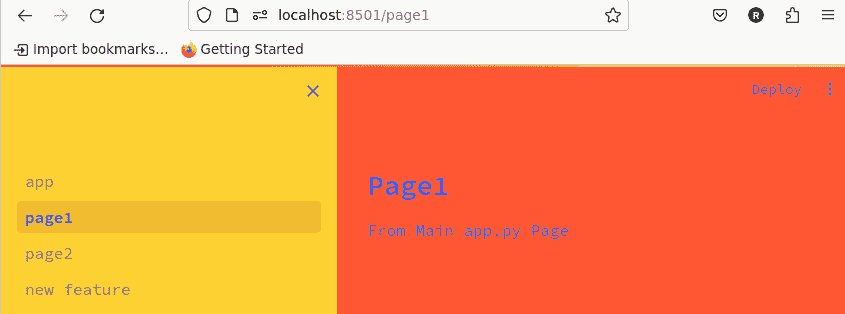 localhost:8501/page1
R
Import bookmarks... Getting Started
Deploy
app
page1
page2
new feature
Page1
From Main app.py Page